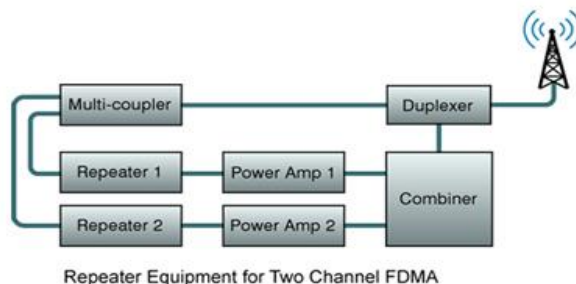 Multi-coupler
Duplexer
Repeater 1
Power Amp 1
Combiner
Repeater 2
Power Amp 2
Repeater Equipment for Two Channel FDMA